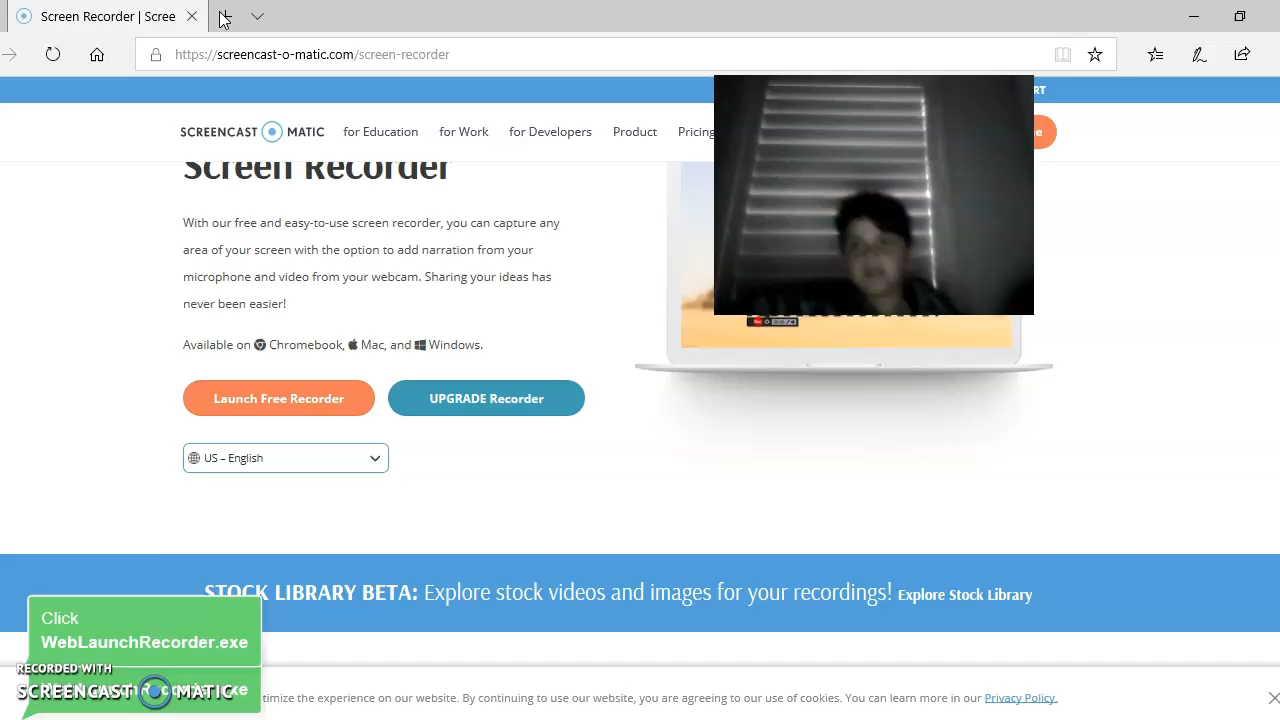 Screen Recorder | Scree
https://screencast-o-matic.com/screen-recorder
RT
SCREENCAST MATIC for Education for Work for Developers Product Pricing
Screen Recorder
With our free and easy-to-use screen recorder, you can capture any
area of your screen with the option to add narration from your
microphone and video from your webcam. Sharing your ideas has
never been easier!
Available on Chromebook, Mac, and Windows.
Launch Free Recorder UPGRADE Recorder
US – English
STOCK LIBRARY BETA: Explore stock videos and images for your recordings! Explore Stock Library
Click
WebLaunchRecorder.exe
RECORDED WITH
SCREENCAST MATIC
timize the experience on our website. By continuing to use our website, you are agreeing to our use of cookies. You can learn more in our Privacy Policy.